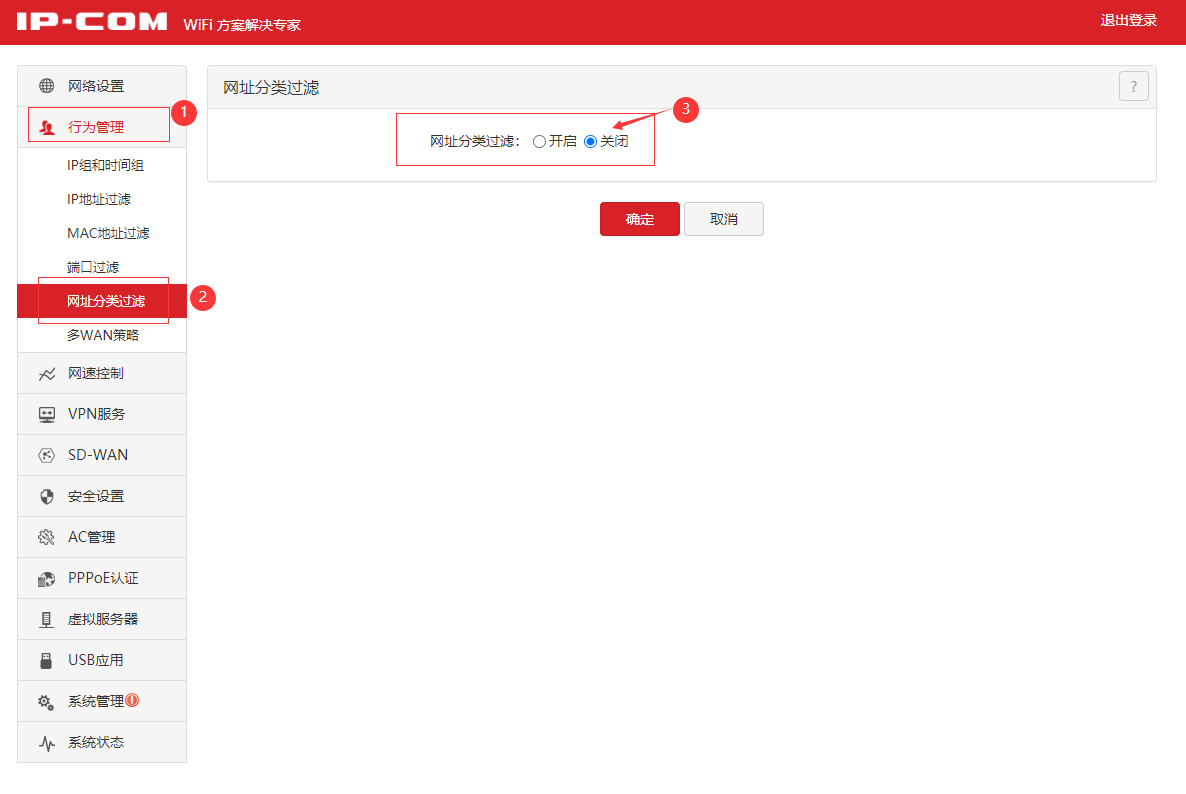 IP-COM WiFi 方案解决专家 退出登录
网络设置
行为管理 1
IP组和时间组
IP地址过滤
MAC地址过滤
端口过滤
网址分类过滤 2
多WAN策略
网速控制
VPN服务
SD-WAN
安全设置
AC管理
PPPoE认证
虚拟服务器
USB应用
系统管理
系统状态
网址分类过滤 ?
3
网址分类过滤： 开启 关闭
确定 取消